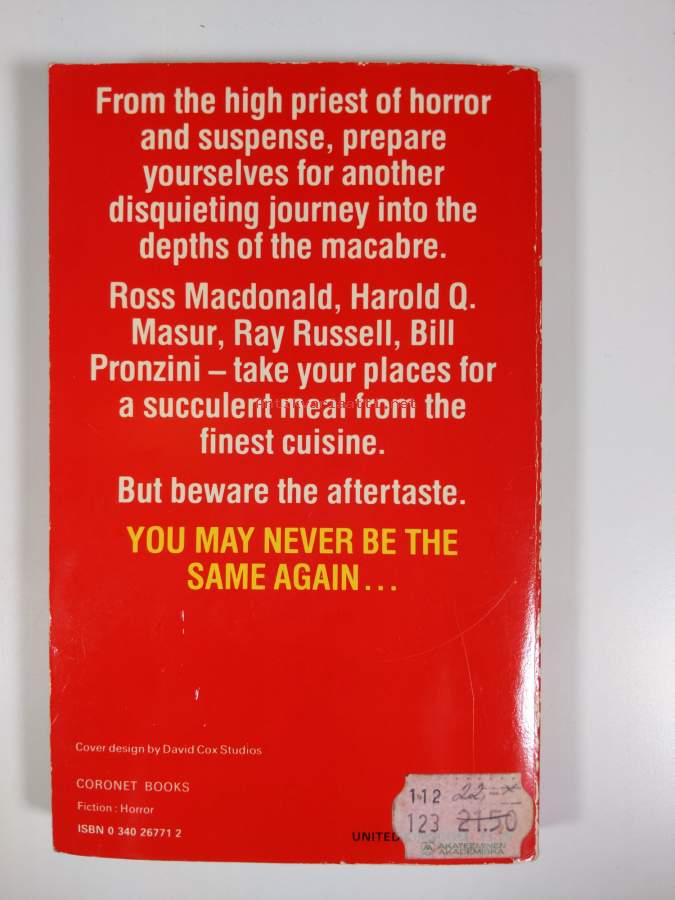 From the high priest of horror
and suspense, prepare
yourselves for another
disquieting journey into the
depths of the macabre.
Ross Macdonald, Harold Q.
Masur, Ray Russell, Bill
Pronzini – take your places for
a succulent meal from the
finest cuisine.
But beware the aftertaste.
YOU MAY NEVER BE THE
SAME AGAIN...
Cover design by David Cox Studios
CORONET BOOKS
Fiction : Horror
ISBN 0 340 26771 2
UNITED
112 22,-x
123 21.50
AKATEEMINEN
AKADEMISKA